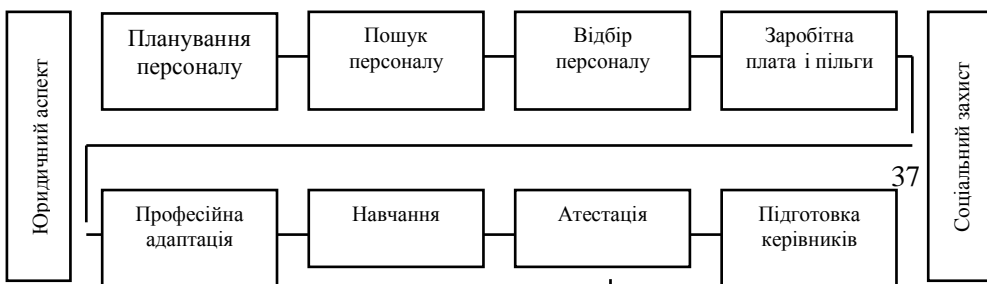 Юридичний аспект
Планування
персоналу
Пошук
персоналу
Відбір
персоналу
Заробітна
плата і пільги
Соціальний захист
37
Професійна
адаптація
Навчання
Атестація
Підготовка
керівників